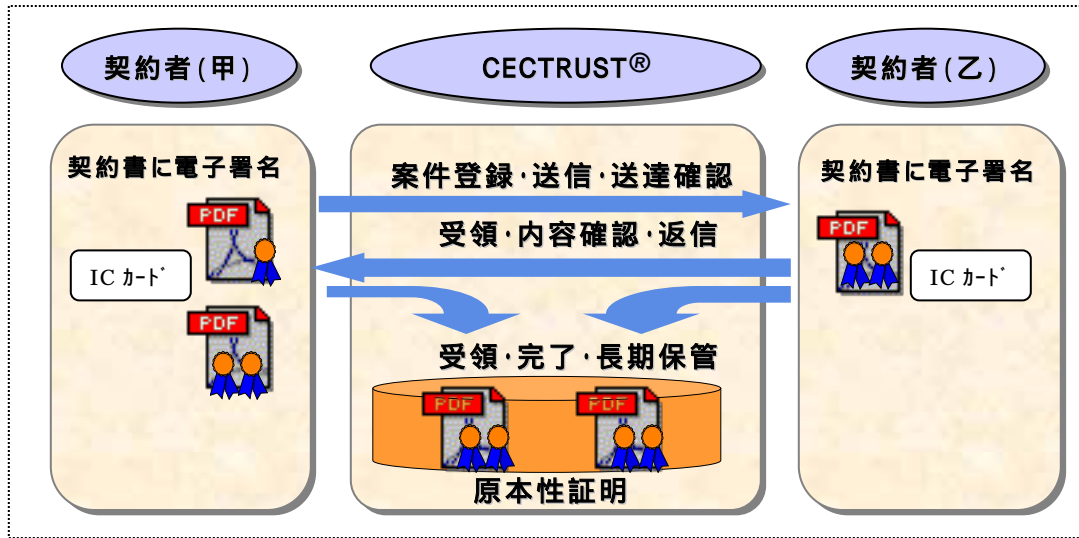 契約者(甲)
CECTRUST®
契約者(乙)
契約書に電子署名
PDF
IC ｶｰﾄﾞ
PDF
案件登録・送信・送達確認
受領・内容確認・返信
受領・完了・長期保管
PDF
PDF
原本性証明
契約書に電子署名
PDF
IC ｶｰﾄﾞ